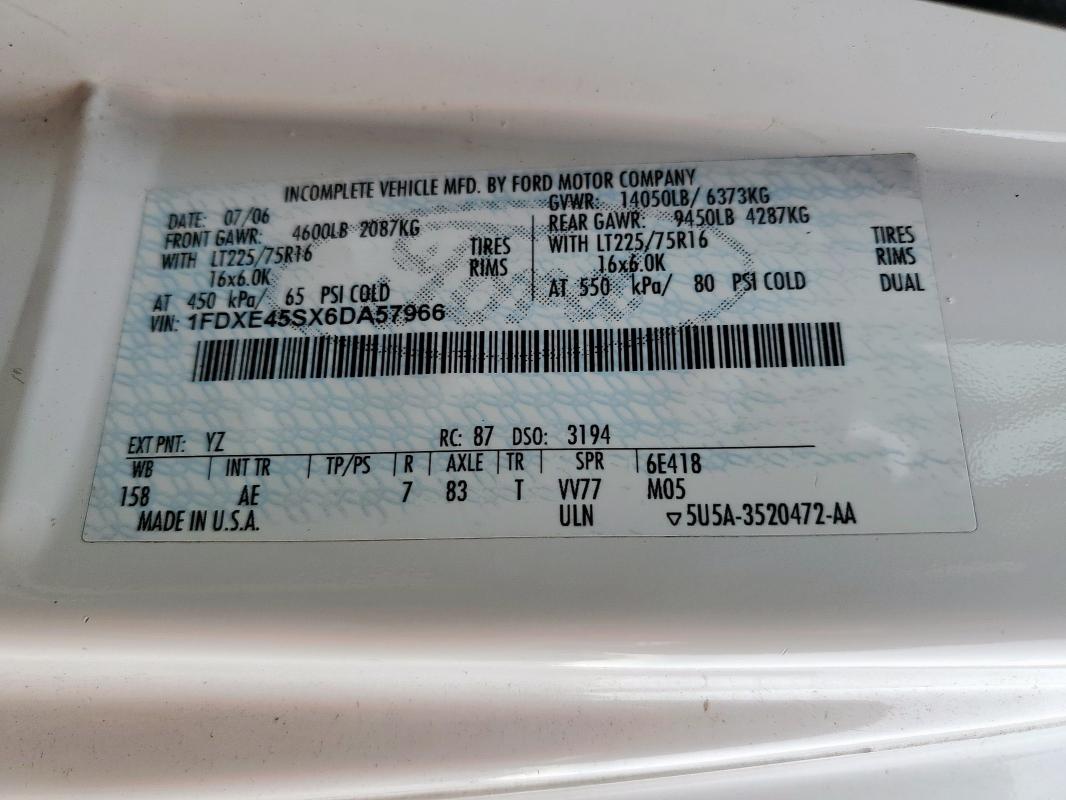 INCOMPLETE VEHICLE MFD. BY FORD MOTOR COMPANY
DATE: 07/06 GVWR: 14050LB/ 6373KG
FRONT GAWR: 4600LB 2087KG REAR GAWR: 9450LB 4287KG
WITH LT225/75R16 TIRES WITH LT225/75R16 TIRES
16x6.0K RIMS 16x6.0K RIMS
AT 450 kPa/ 65 PSI COLD AT 550 kPa/ 80 PSI COLD DUAL
VIN: 1FDXE45SX6DA57966
EXT PNT: YZ RC: 87 DSO: 3194
WB INT TR TP/PS R AXLE TR SPR 6E418
158 AE 7 83 T VV77 M05
MADE IN U.S.A. ULN ▽5U5A-3520472-AA